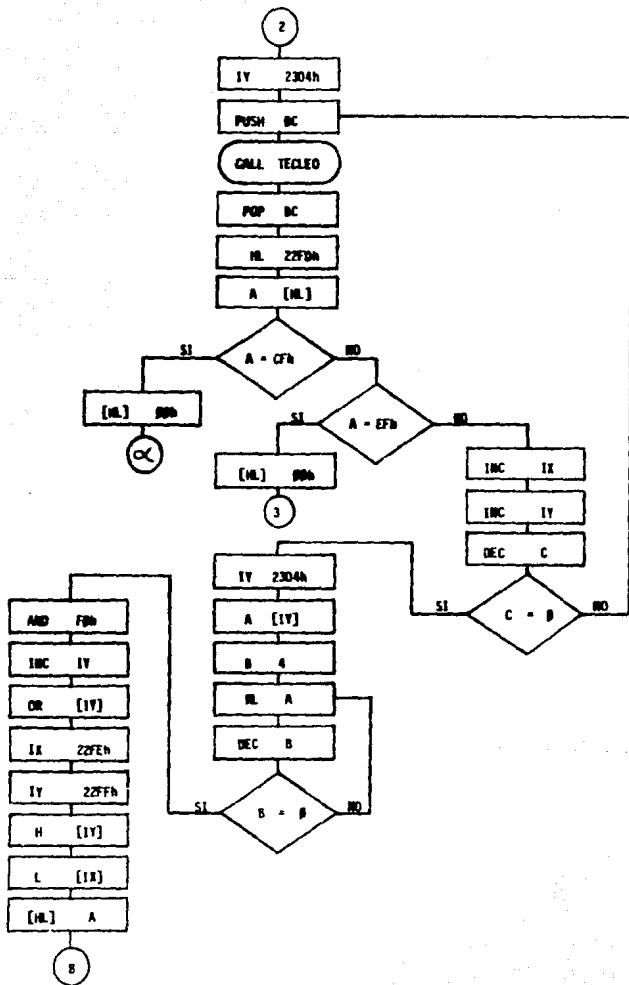 2
IY 2304h
PUSH BC
CALL TECLEO
POP BC
HL 22FDh
A [HL]
A = CFh
SI
NO
[HL] 00h
∝
A = EFh
SI
NO
[HL] 00h
3
INC IX
INC IY
DEC C
C = 0
SI
NO
IY 2304h
A [IY]
B 4
RL A
DEC B
B = 0
SI
NO
AND F0h
INC IY
OR [IY]
IX 22FEh
IY 22FFh
H [IY]
L [IX]
[HL] A
8